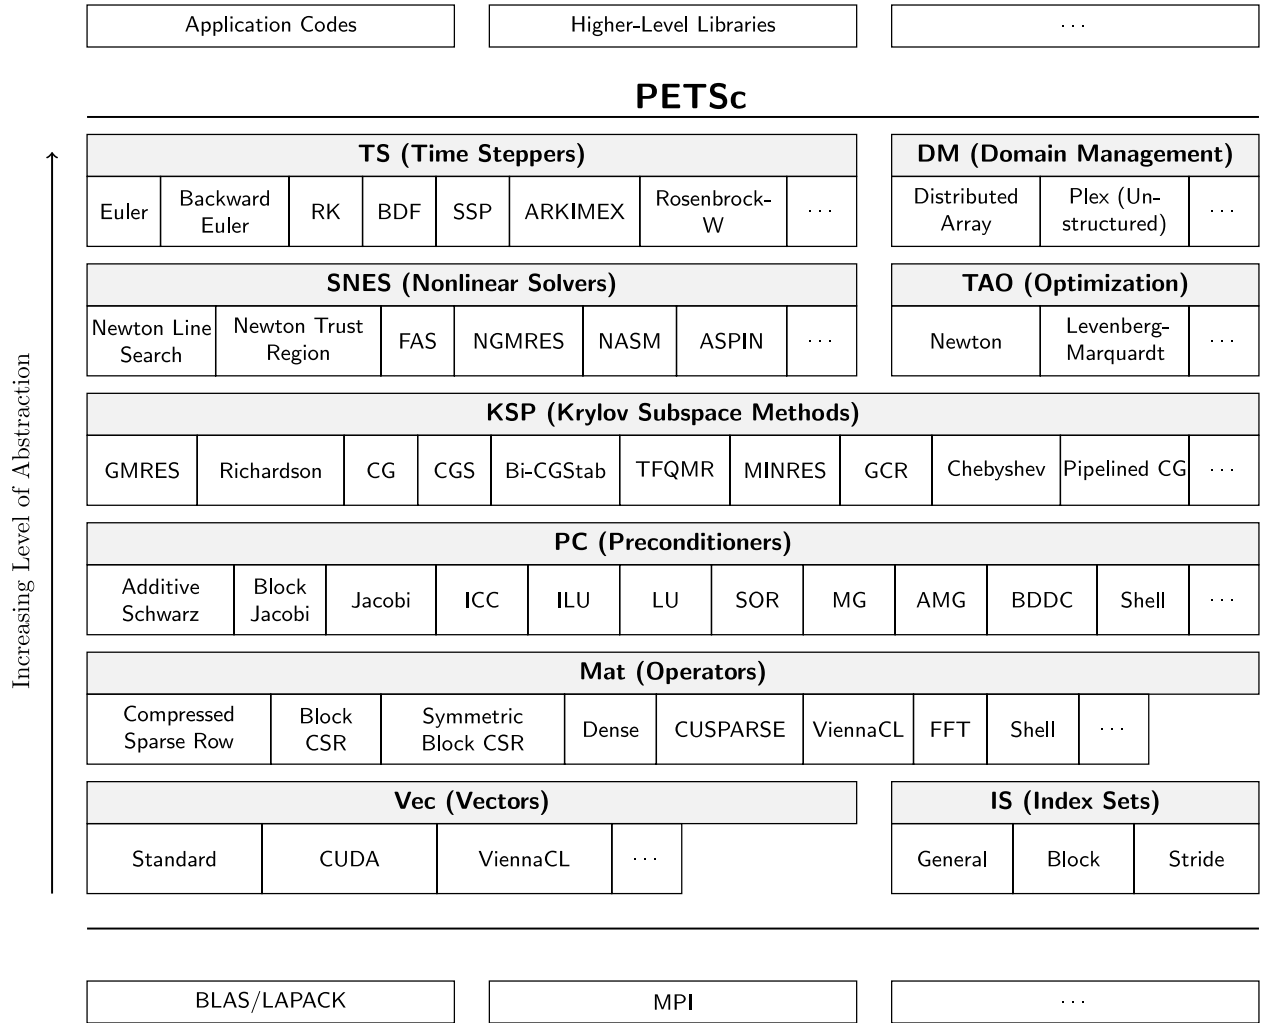 Application Codes
Higher-Level Libraries
···
PETSc
Increasing Level of Abstraction
TS (Time Steppers)
Euler
Backward
Euler
RK
BDF
SSP
ARKIMEX
Rosenbrock-
W
···
DM (Domain Management)
Distributed
Array
Plex (Un-
structured)
···
SNES (Nonlinear Solvers)
Newton Line
Search
Newton Trust
Region
FAS
NGMRES
NASM
ASPIN
···
TAO (Optimization)
Newton
Levenberg-
Marquardt
···
KSP (Krylov Subspace Methods)
GMRES
Richardson
CG
CGS
Bi-CGStab
TFQMR
MINRES
GCR
Chebyshev
Pipelined CG
···
PC (Preconditioners)
Additive
Schwarz
Block
Jacobi
Jacobi
ICC
ILU
LU
SOR
MG
AMG
BDDC
Shell
···
Mat (Operators)
Compressed
Sparse Row
Block
CSR
Symmetric
Block CSR
Dense
CUSPARSE
ViennaCL
FFT
Shell
···
Vec (Vectors)
Standard
CUDA
ViennaCL
···
IS (Index Sets)
General
Block
Stride
BLAS/LAPACK
MPI
···